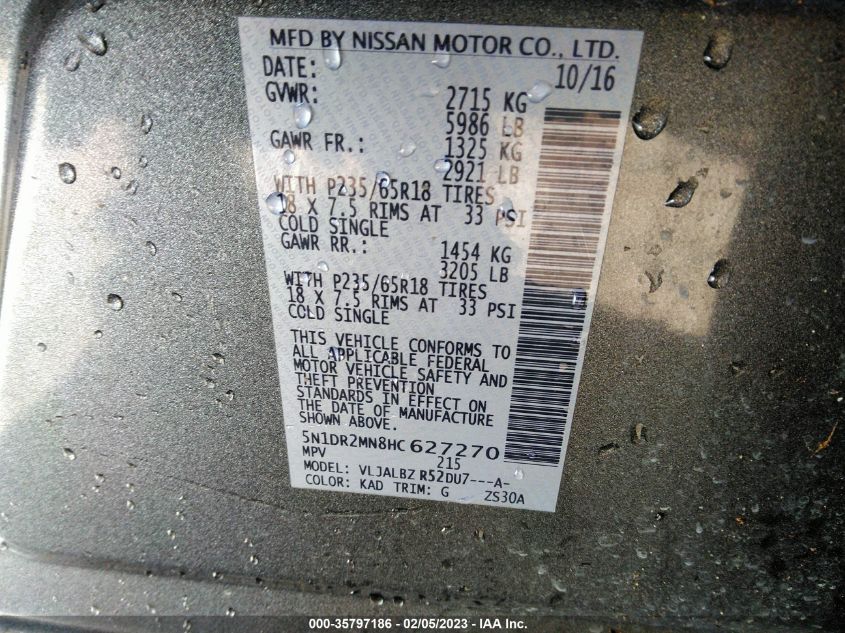 MFD BY NISSAN MOTOR CO., LTD.
DATE: 10/16
GVWR: 2715 KG
5986 LB
GAWR FR.: 1325 KG
2921 LB
WITH P235/65R18 TIRES
18 X 7.5 RIMS AT 33 PSI
COLD SINGLE
GAWR RR.: 1454 KG
3205 LB
WITH P235/65R18 TIRES
18 X 7.5 RIMS AT 33 PSI
COLD SINGLE
THIS VEHICLE CONFORMS TO
ALL APPLICABLE FEDERAL
MOTOR VEHICLE SAFETY AND
THEFT PREVENTION
STANDARDS IN EFFECT ON
THE DATE OF MANUFACTURE
SHOWN ABOVE.
5N1DR2MN8HC 627270
MPV 215
MODEL: VLJALBZ R52DU7---A-
COLOR: KAD TRIM: G ZS30A
000-35797186 - 02/05/2023 - IAA Inc.